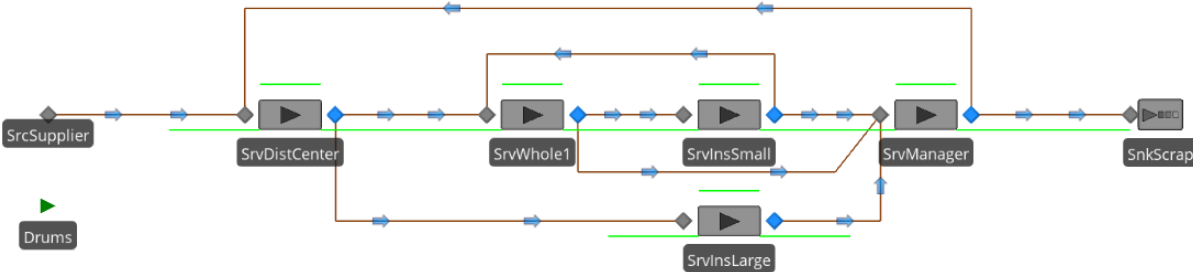 SrcSupplier
SrvDistCenter
SrvWhole1
SrvInsSmall
SrvManager
SnkScrap
Drums
SrvInsLarge